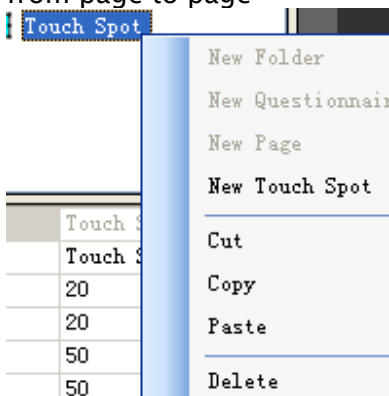 from page to page
Touch Spot
New Folder
New Questionnair
New Page
New Touch Spot
Cut
Copy
Paste
Delete
Touch S
Touch S
20
20
50
50